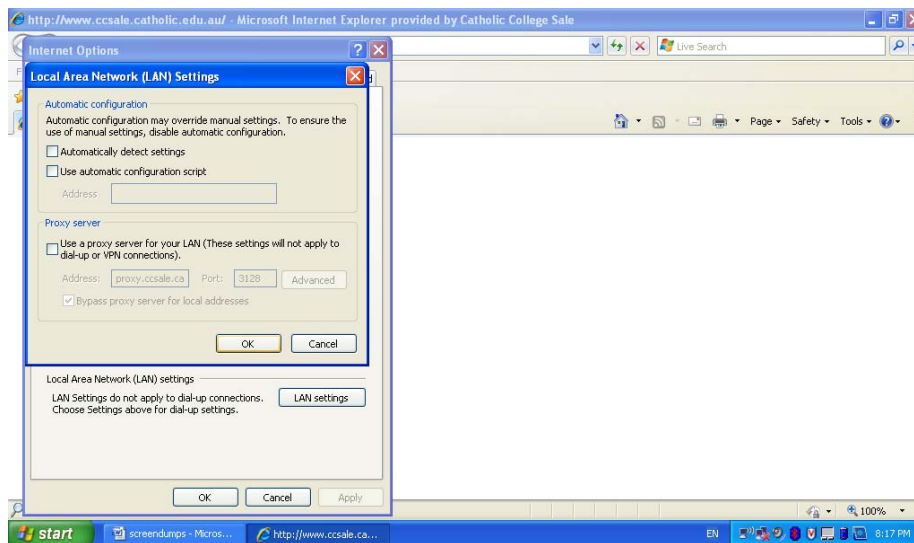 http://www.ccsale.catholic.edu.au/ - Microsoft Internet Explorer provided by Catholic College Sale
Internet Options
Live Search
Local Area Network (LAN) Settings
Automatic configuration
Automatic configuration may override manual settings. To ensure the
use of manual settings, disable automatic configuration.
Page
Safety
Tools
Automatically detect settings
Use automatic configuration script
Address
Proxy server
Use a proxy server for your LAN (These settings will not apply to
dial-up or VPN connections).
Address: proxy.ccsale.ca Port: 3128 Advanced
Bypass proxy server for local addresses
OK Cancel
Local Area Network (LAN) settings
LAN Settings do not apply to dial-up connections.
Choose Settings above for dial-up settings.
LAN settings
OK Cancel Apply
100%
start screendumps - Micros... http://www.ccsale.ca... EN 8:17 PM